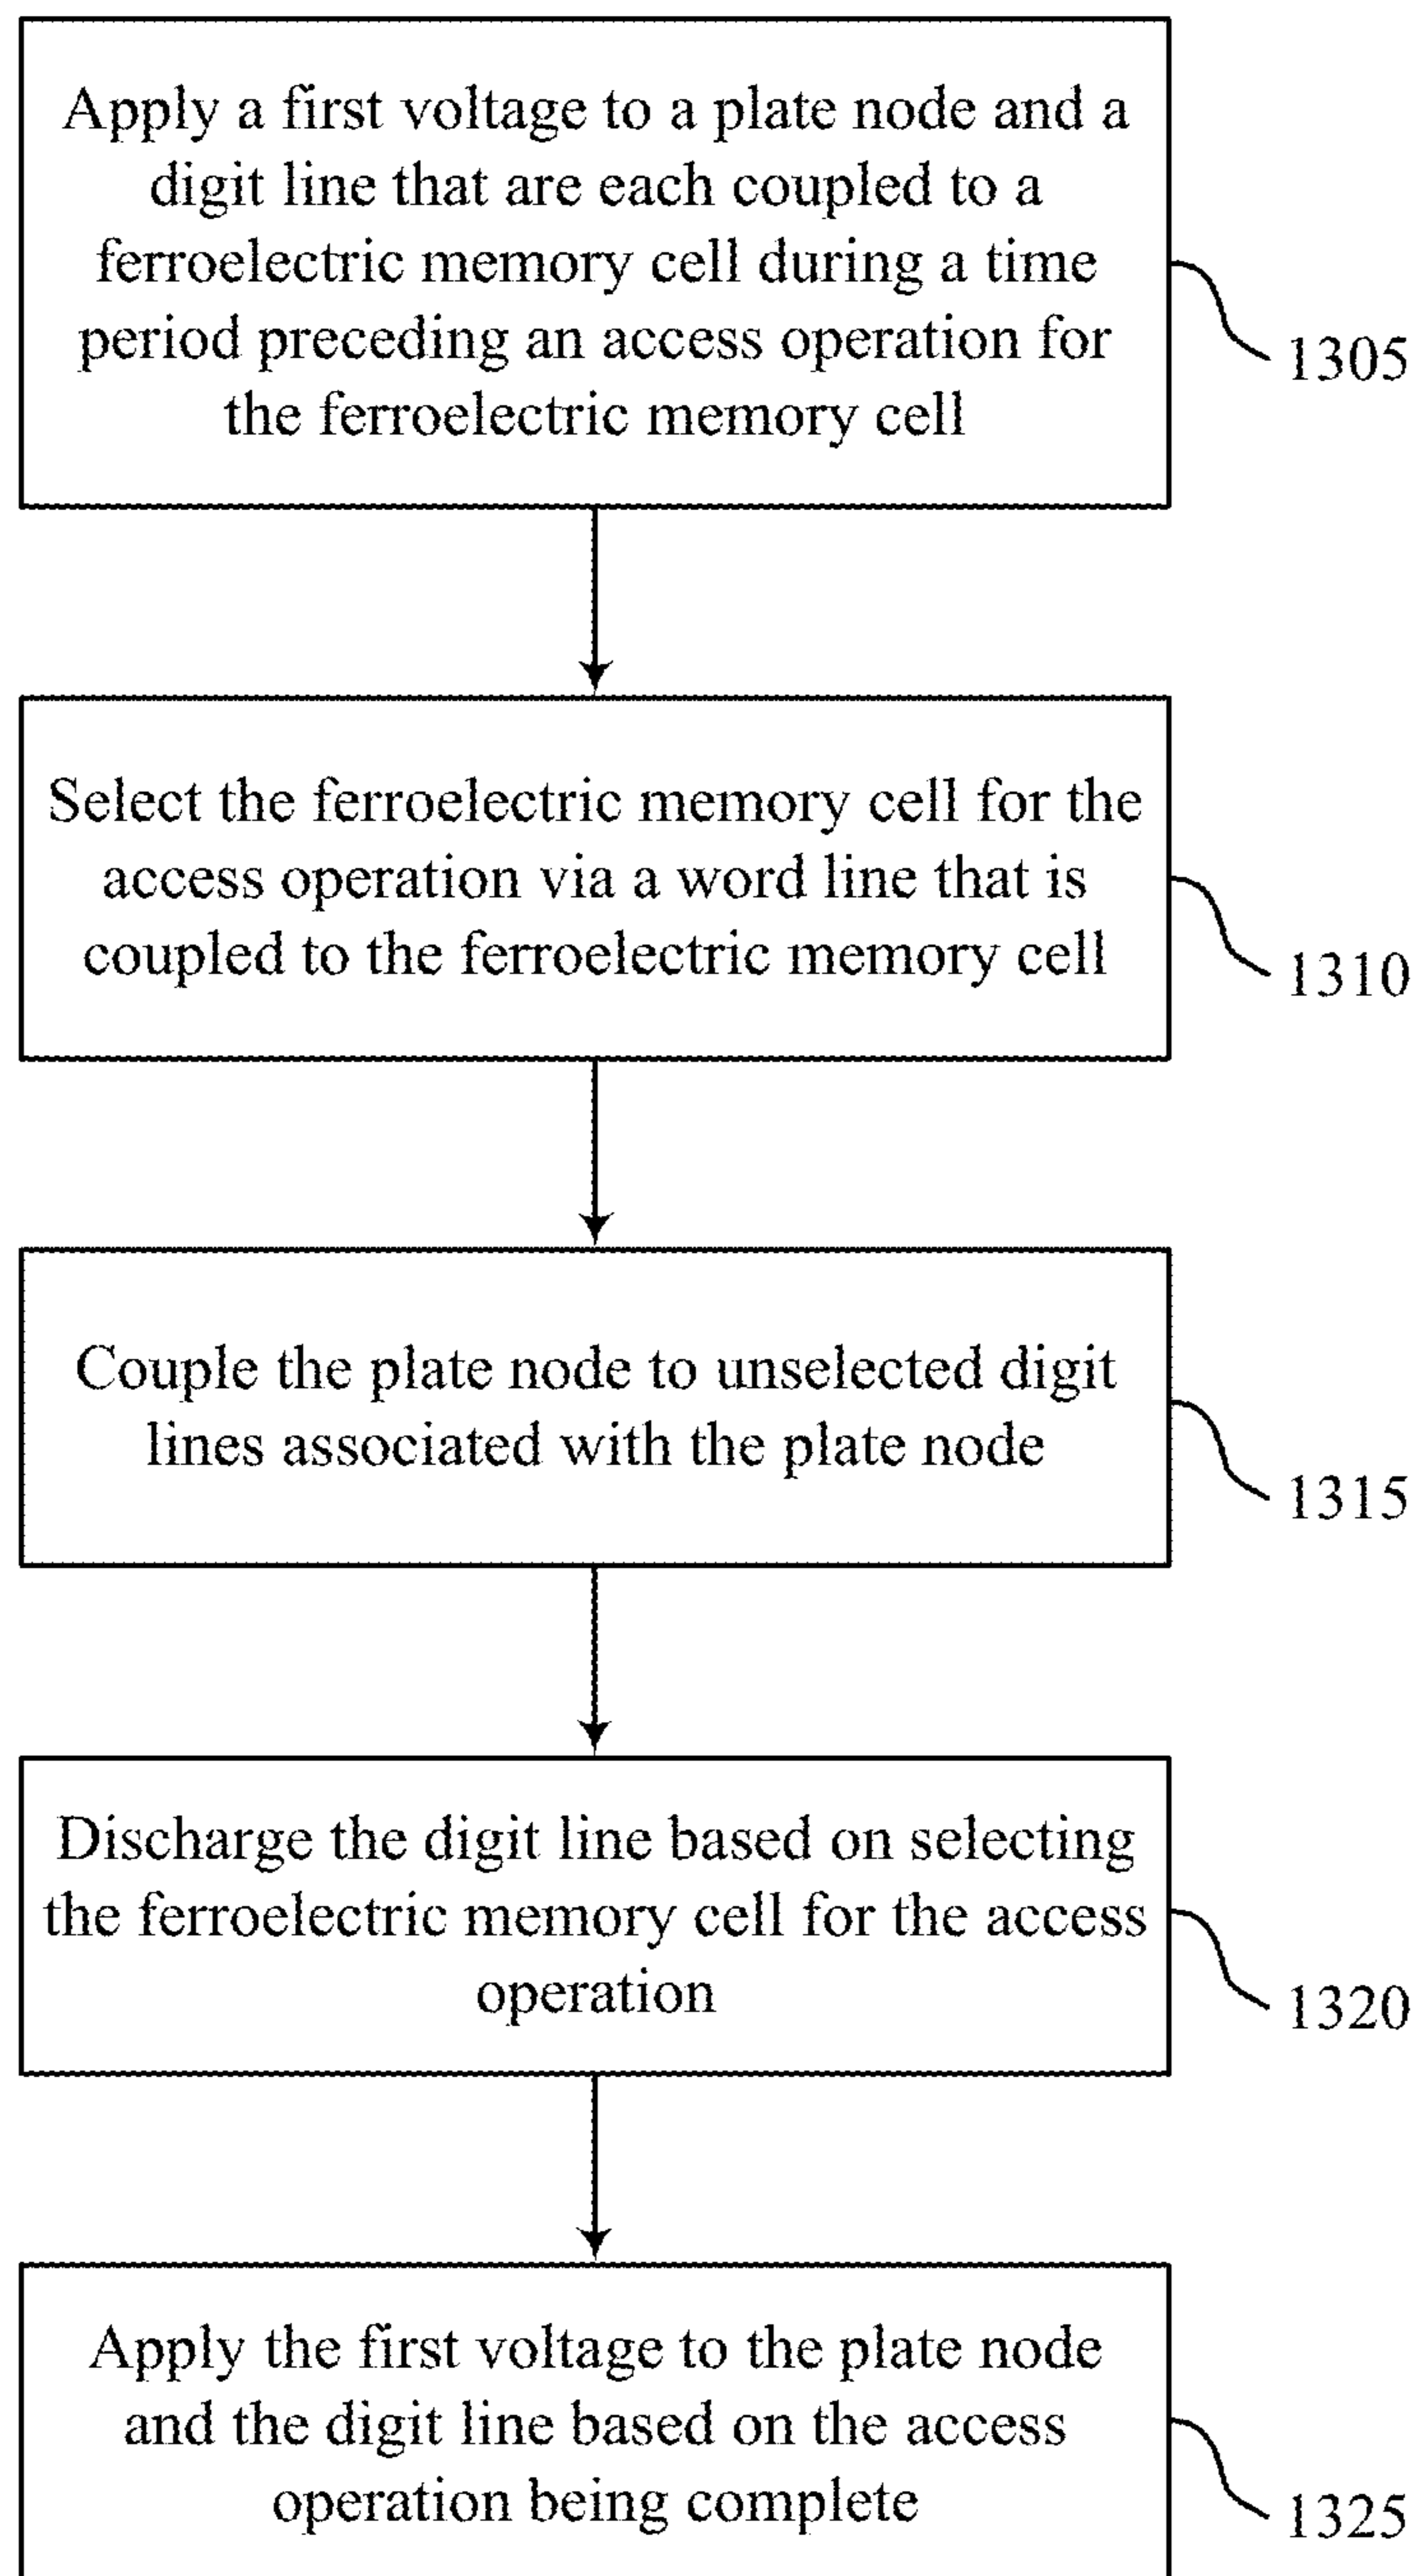 Apply a first voltage to a plate node and a
digit line that are each coupled to a
ferroelectric memory cell during a time
period preceding an access operation for
the ferroelectric memory cell
1305
Select the ferroelectric memory cell for the
access operation via a word line that is
coupled to the ferroelectric memory cell
1310
Couple the plate node to unselected digit
lines associated with the plate node
1315
Discharge the digit line based on selecting
the ferroelectric memory cell for the access
operation
1320
Apply the first voltage to the plate node
and the digit line based on the access
operation being complete
1325